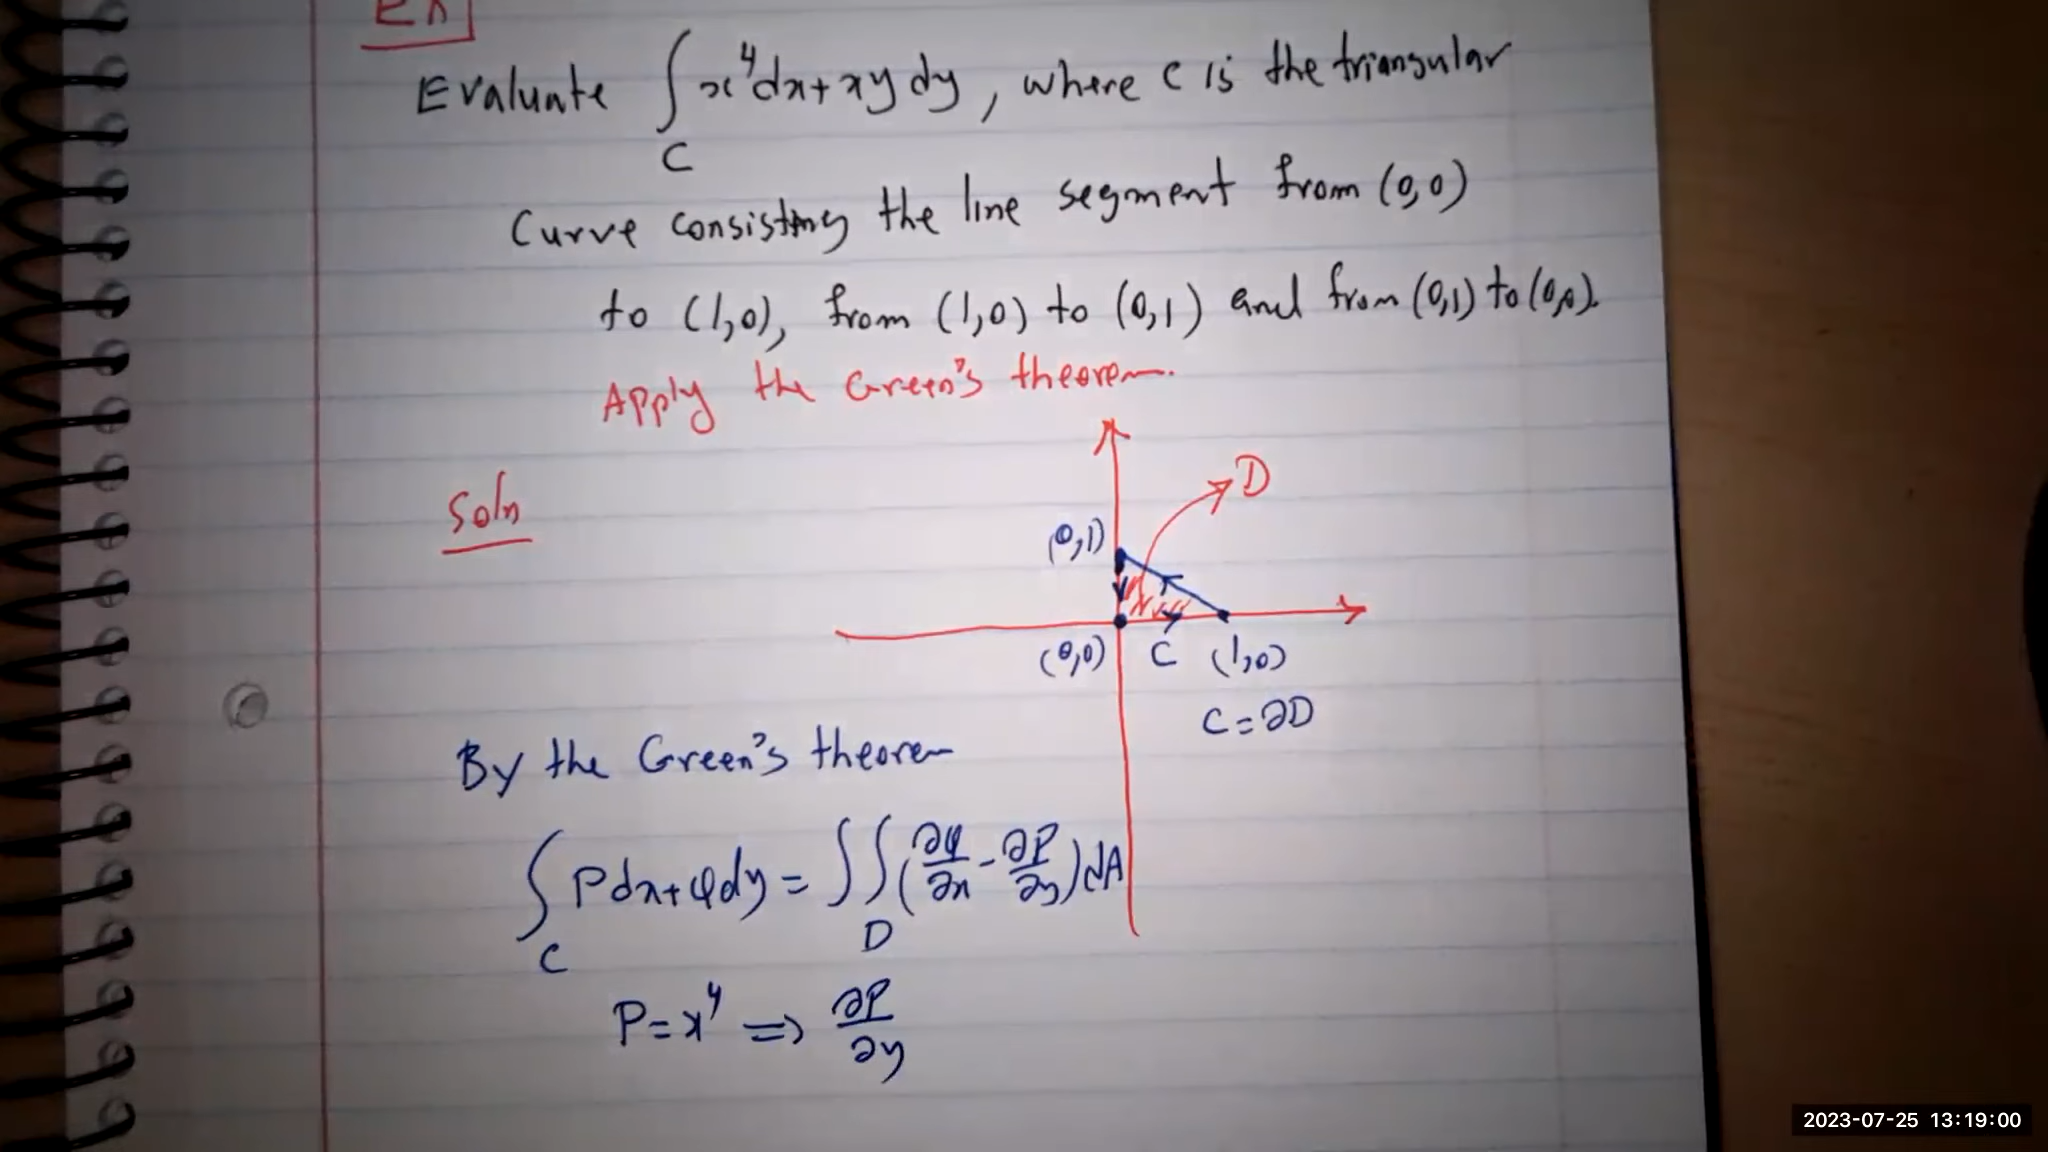 Ex
Evaluate ∫_C x⁴dx+xy dy, where C is the triangular
Curve consisting the line segment from (0,0)
to (1,0), from (1,0) to (0,1) and from (0,1) to (0,0).
Apply the Green's theorem.
Soln
D
(0,1)
(0,0) C (1,0)
C=∂D
By the Green's theorem
∫_C Pdx+Qdy = ∫∫_D (∂Q/∂x - ∂P/∂y)dA
P=x⁴ ⇒ ∂P/∂y
2023-07-25 13:19:00